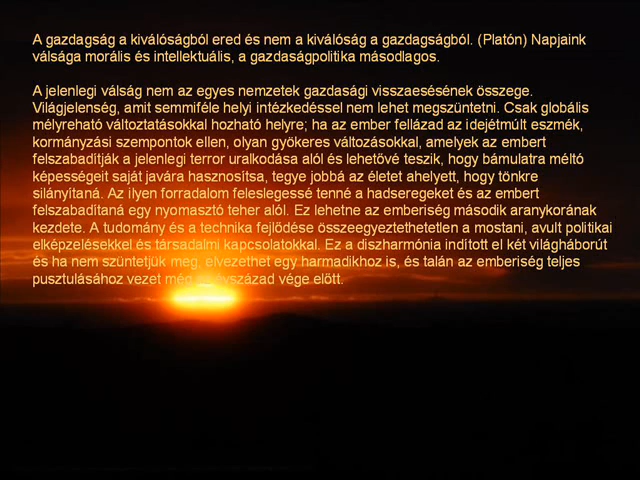 A gazdagság a kiválóságból ered és nem a kiválóság a gazdagságból. (Platón) Napjaink
válsága morális és intellektuális, a gazdaságpolitika másodlagos.
A jelenlegi válság nem az egyes nemzetek gazdasági visszaesésének összege.
Világjelenség, amit semmiféle helyi intézkedéssel nem lehet megszüntetni. Csak globális
mélyreható változtatásokkal hozható helyre; ha az ember fellázad az idejétmúlt eszmék,
kormányzási szempontok ellen, olyan gyökeres változásokkal, amelyek az embert
felszabadítják a jelenlegi terror uralkodása alól és lehetővé teszik, hogy bámulatra méltó
képességeit saját javára hasznosítsa, tegye jobbá az életet ahelyett, hogy tönkre
silányítaná. Az ilyen forradalom feleslegessé tenné a hadseregeket és az embert
felszabadítaná egy nyomasztó teher alól. Ez lehetne az emberiség második aranykorának
kezdete. A tudomány és a technika fejlődése összeegyeztethetetlen a mostani, avult politikai
elképzelésekkel és társadalmi kapcsolatokkal. Ez a diszharmónia indított el két világháborút
és ha nem szüntetjük meg, elvezethet egy harmadikhoz is, és talán az emberiség teljes
pusztulásához vezet még évszázad vége elött.